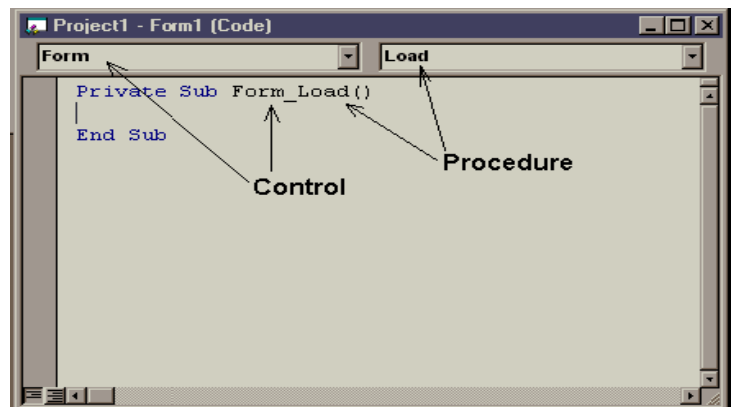 Project1 - Form1 (Code)
Form Load
Private Sub Form_Load()
End Sub
Procedure
Control